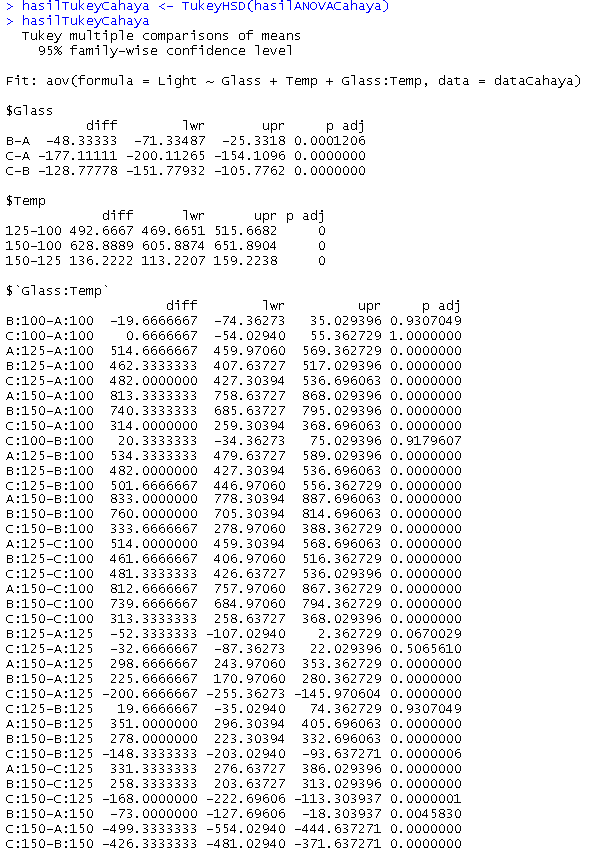 > hasilTukeyCahaya <- TukeyHSD(hasilANOVACahaya)
> hasilTukeyCahaya
  Tukey multiple comparisons of means
    95% family-wise confidence level

Fit: aov(formula = Light ~ Glass + Temp + Glass:Temp, data = dataCahaya)

$Glass
          diff       lwr       upr     p adj
B-A  -48.33333  -71.33487  -25.3318 0.0001206
C-A -177.11111 -200.11265 -154.1096 0.0000000
C-B -128.77778 -151.77932 -105.7762 0.0000000

$Temp
            diff      lwr      upr p adj
125-100 492.6667 469.6651 515.6682     0
150-100 628.8889 605.8874 651.8904     0
150-125 136.2222 113.2207 159.2238     0

$`Glass:Temp`
                   diff        lwr         upr     p adj
B:100-A:100  -19.6666667  -74.36273   35.029396 0.9307049
C:100-A:100    0.6666667  -54.02940   55.362729 1.0000000
A:125-A:100  514.6666667  459.97060  569.362729 0.0000000
B:125-A:100  462.3333333  407.63727  517.029396 0.0000000
C:125-A:100  482.0000000  427.30394  536.696063 0.0000000
A:150-A:100  813.3333333  758.63727  868.029396 0.0000000
B:150-A:100  740.3333333  685.63727  795.029396 0.0000000
C:150-A:100  314.0000000  259.30394  368.696063 0.0000000
C:100-B:100   20.3333333  -34.36273   75.029396 0.9179607
A:125-B:100  534.3333333  479.63727  589.029396 0.0000000
B:125-B:100  482.0000000  427.30394  536.696063 0.0000000
C:125-B:100  501.6666667  446.97060  556.362729 0.0000000
A:150-B:100  833.0000000  778.30394  887.696063 0.0000000
B:150-B:100  760.0000000  705.30394  814.696063 0.0000000
C:150-B:100  333.6666667  278.97060  388.362729 0.0000000
A:125-C:100  514.0000000  459.30394  568.696063 0.0000000
B:125-C:100  461.6666667  406.97060  516.362729 0.0000000
C:125-C:100  481.3333333  426.63727  536.029396 0.0000000
A:150-C:100  812.6666667  757.97060  867.362729 0.0000000
B:150-C:100  739.6666667  684.97060  794.362729 0.0000000
C:150-C:100  313.3333333  258.63727  368.029396 0.0000000
B:125-A:125  -52.3333333 -107.02940    2.362729 0.0670029
C:125-A:125  -32.6666667  -87.36273   22.029396 0.5065610
A:150-A:125  298.6666667  243.97060  353.362729 0.0000000
B:150-A:125  225.6666667  170.97060  280.362729 0.0000000
C:150-A:125 -200.6666667 -255.36273 -145.970604 0.0000000
C:125-B:125   19.6666667  -35.02940   74.362729 0.9307049
A:150-B:125  351.0000000  296.30394  405.696063 0.0000000
B:150-B:125  278.0000000  223.30394  332.696063 0.0000000
C:150-B:125 -148.3333333 -203.02940  -93.637271 0.0000006
A:150-C:125  331.3333333  276.63727  386.029396 0.0000000
B:150-C:125  258.3333333  203.63727  313.029396 0.0000000
C:150-C:125 -168.0000000 -222.69606 -113.303937 0.0000001
B:150-A:150  -73.0000000 -127.69606  -18.303937 0.0045830
C:150-A:150 -499.3333333 -554.02940 -444.637271 0.0000000
C:150-B:150 -426.3333333 -481.02940 -371.637271 0.0000000